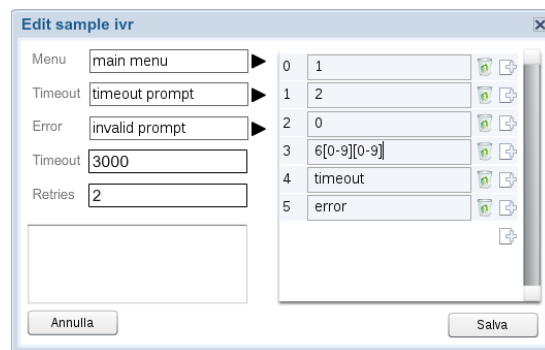 Edit sample ivr
Menu main menu
Timeout timeout prompt
Error invalid prompt
Timeout 3000
Retries 2
0 1
1 2
2 0
3 6[0-9][0-9]
4 timeout
5 error
Annulla
Salva